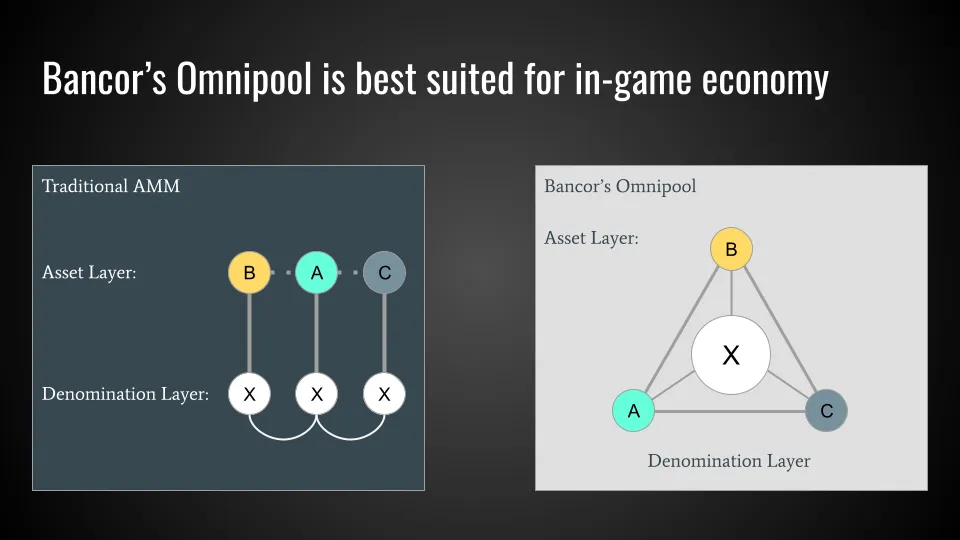 Bancor’s Omnipool is best suited for in-game economy
Traditional AMM
Asset Layer:
B
A
C
Denomination Layer:
X
X
X
Bancor’s Omnipool
Asset Layer:
B
X
A
C
Denomination Layer